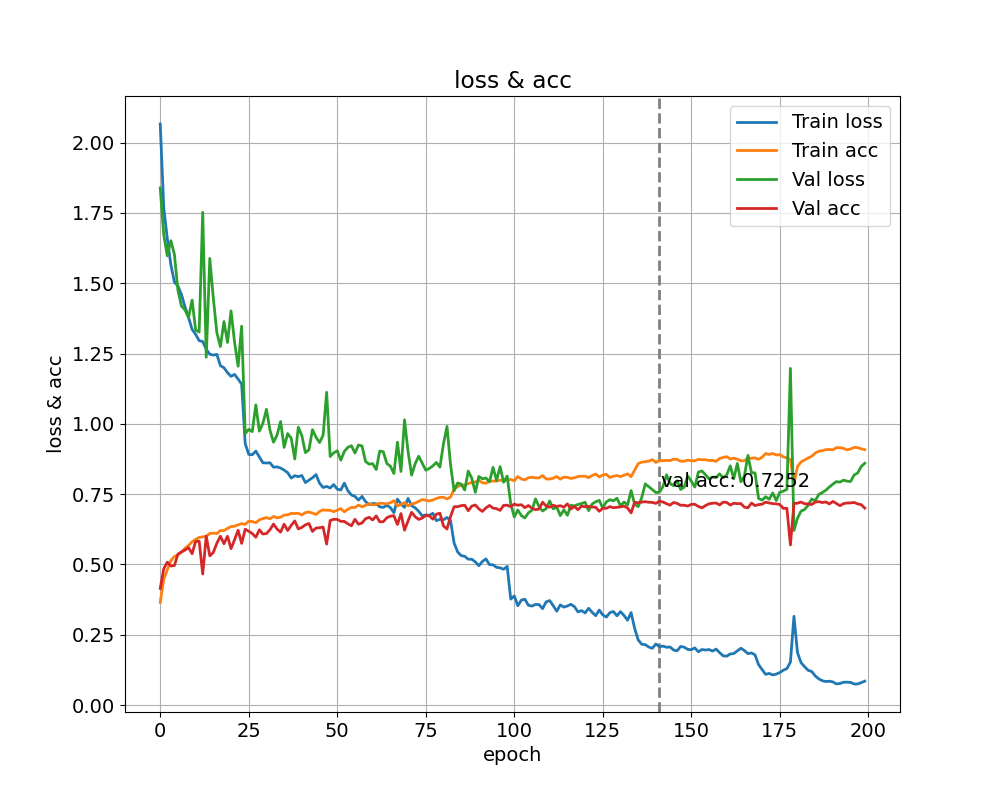 loss & acc
Train loss
Train acc
Val loss
Val acc
Val acc: 0.7252
loss & acc
2.00
1.75
1.50
1.25
1.00
0.75
0.50
0.25
0.00
0 25 50 75 100 125 150 175 200
epoch